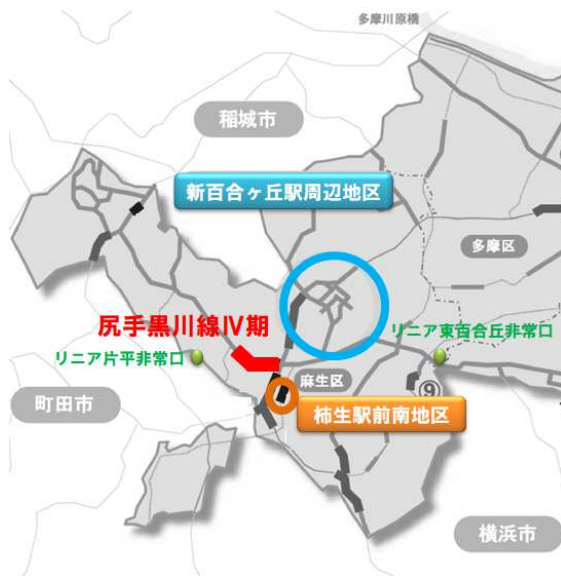 多摩川原橋
稲城市
新百合ヶ丘駅周辺地区
多摩区
尻手黒川線Ⅳ期
リニア東百合丘非常口
リニア片平非常口
麻生区
⑨
町田市
柿生駅前南地区
横浜市